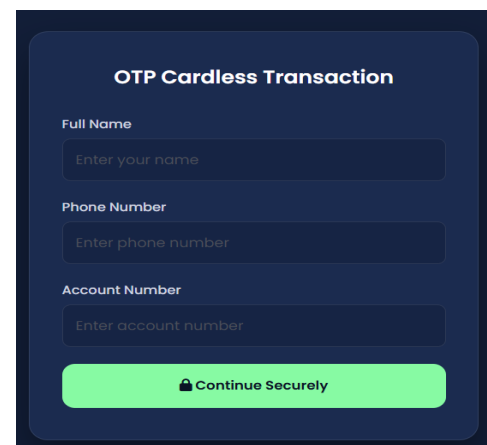 OTP Cardless Transaction
Full Name
Enter your name
Phone Number
Enter phone number
Account Number
Enter account number
Continue Securely